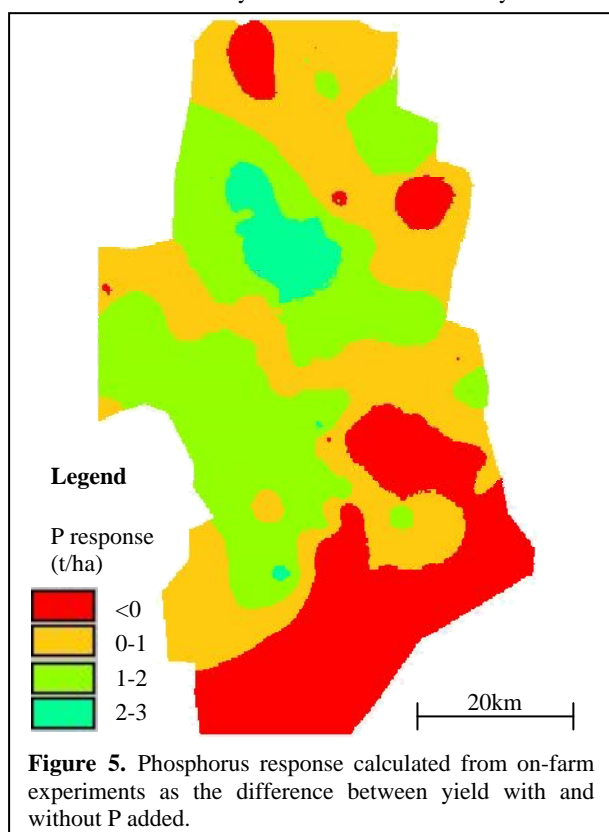 Legend
P response
(t/ha)
<0
0-1
1-2
2-3
20km
Figure 5. Phosphorus response calculated from on-farm
experiments as the difference between yield with and
without P added.